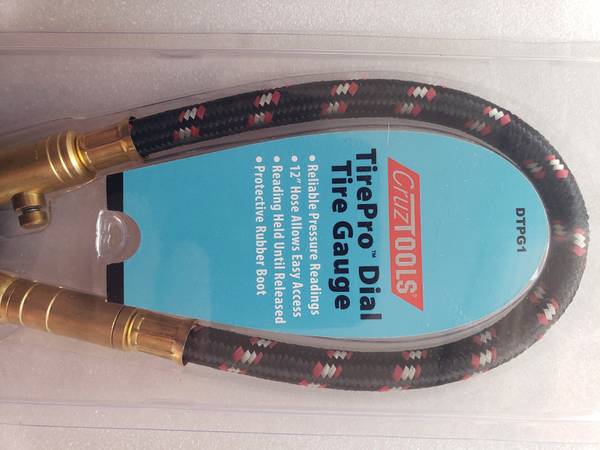 DTPG1
CruzTOOLS®
TirePro™ Dial
Tire Gauge
• Reliable Pressure Readings
• 12" Hose Allows Easy Access
• Reading Held Until Released
• Protective Rubber Boot